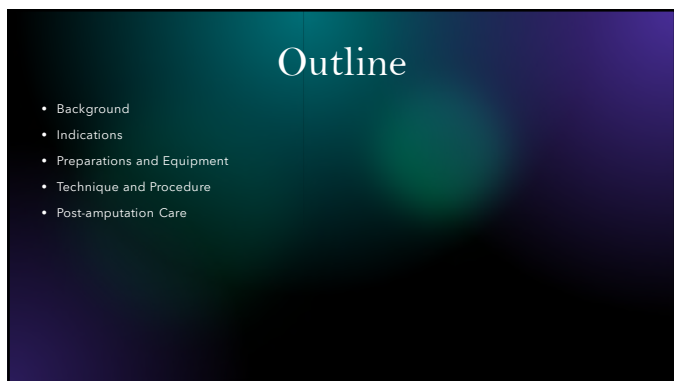 Outline
• Background
• Indications
• Preparations and Equipment
• Technique and Procedure
• Post-amputation Care